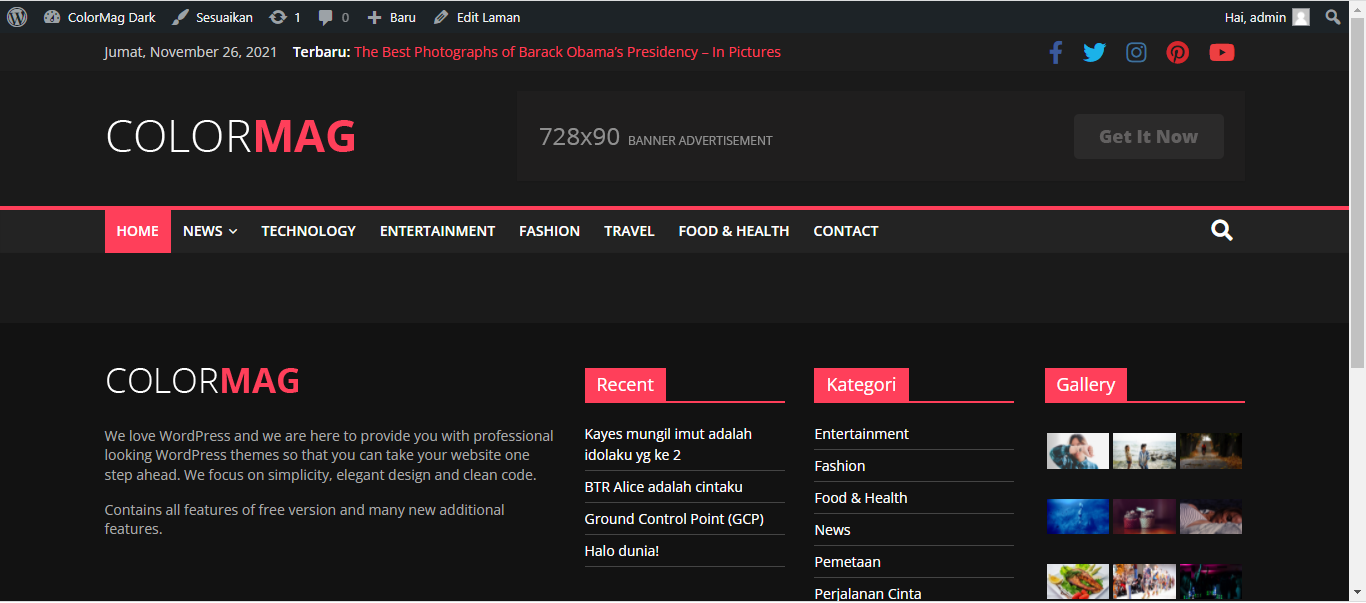 ColorMag Dark Sesuaikan 1 0 Baru Edit Laman Hai, admin
Jumat, November 26, 2021 Terbaru: The Best Photographs of Barack Obama's Presidency – In Pictures
COLORMAG
728x90 BANNER ADVERTISEMENT Get It Now
HOME NEWS TECHNOLOGY ENTERTAINMENT FASHION TRAVEL FOOD & HEALTH CONTACT
COLORMAG
We love WordPress and we are here to provide you with professional
looking WordPress themes so that you can take your website one
step ahead. We focus on simplicity, elegant design and clean code.
Contains all features of free version and many new additional
features.
Recent
Kayes mungil imut adalah
idolaku yg ke 2
BTR Alice adalah cintaku
Ground Control Point (GCP)
Halo dunia!
Kategori
Entertainment
Fashion
Food & Health
News
Pemetaan
Perjalanan Cinta
Gallery